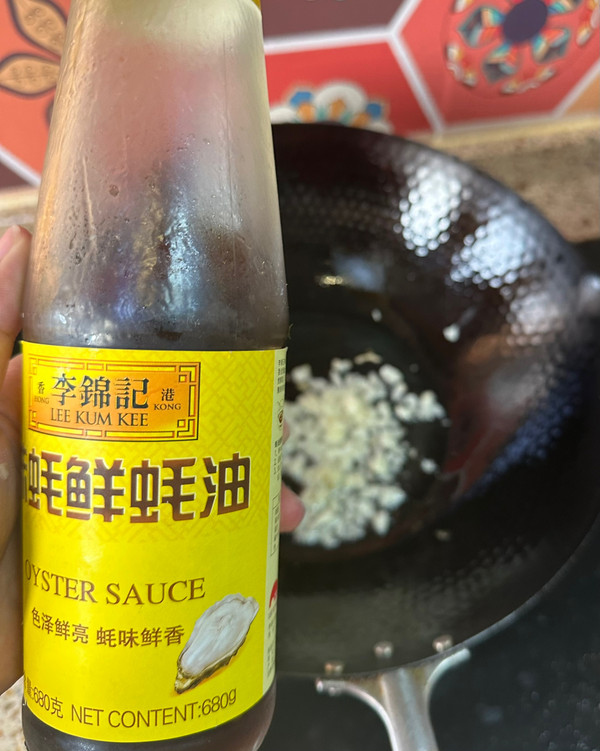 香 李錦記 港
HONG LEE KUM KEE KONG
蚝鲜蚝油
OYSTER SAUCE
色泽鲜亮 蚝味鲜香
680克 NET CONTENT:680g